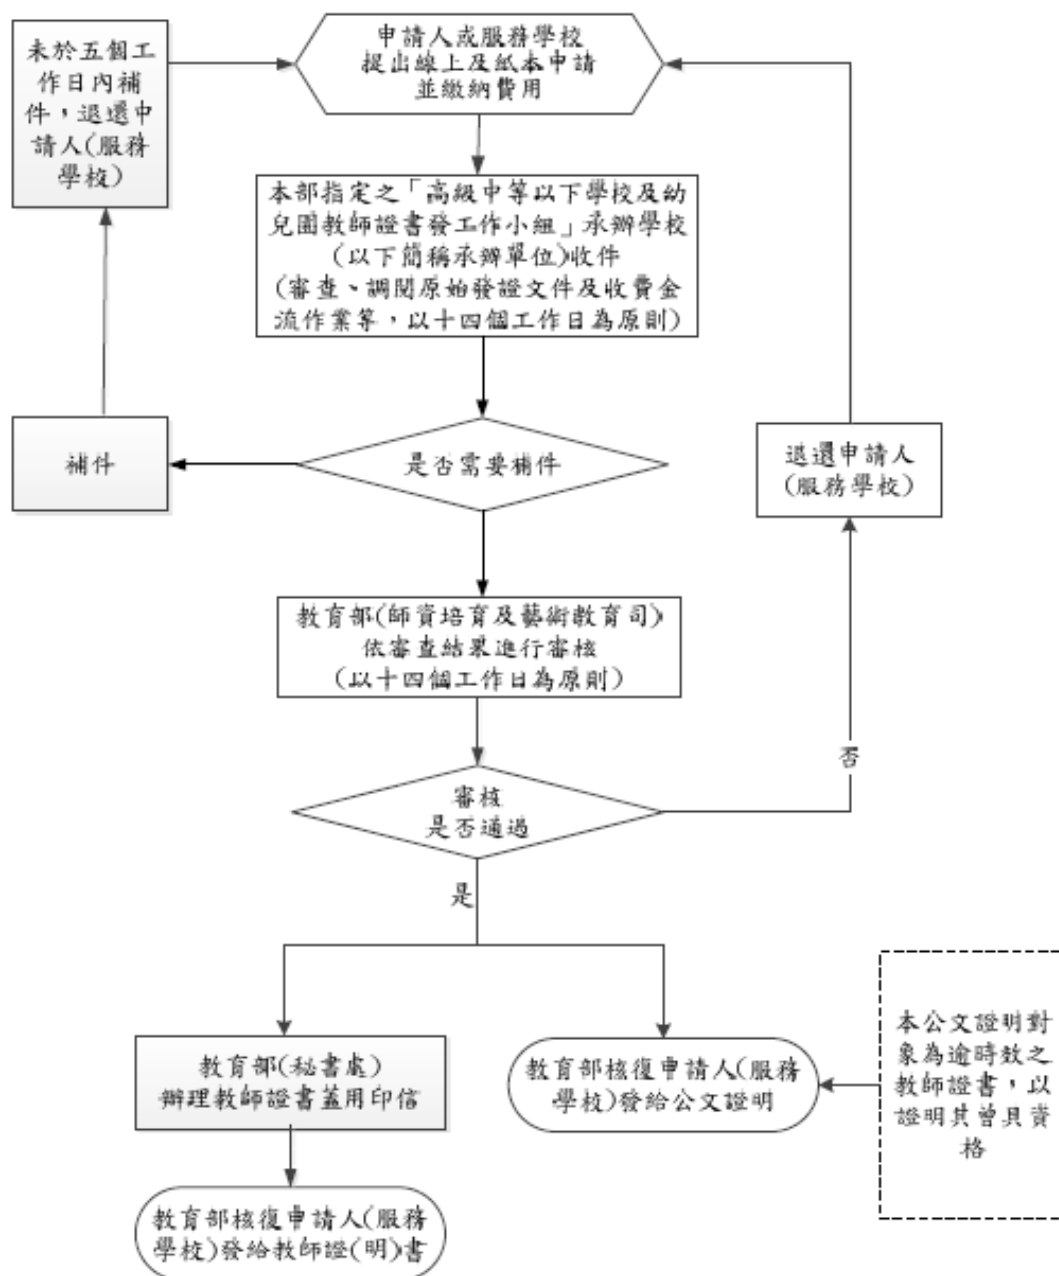 申請人或服務學校
提出線上及紙本申請
並繳納費用
未於五個工
作日內補
件，退還申
請人(服務
學校)
本部指定之「高級中等以下學校及幼
兒園教師證書發工作小組」承辦學校
(以下簡稱承辦單位)收件
(審查、調閱原始發證文件及收費金
流作業等，以十四個工作日為原則)
補件
是否需要補件
退還申請人
(服務學校)
教育部(師資培育及藝術教育司)
依審查結果進行審核
(以十四個工作日為原則)
否
審核
是否通過
是
教育部(秘書處)
辦理教師證書蓋用印信
教育部核復申請人(服務
學校)發給公文證明
本公文證明對
象為逾時效之
教師證書，以
證明其曾具資
格
教育部核復申請人(服務
學校)發給教師證(明)書